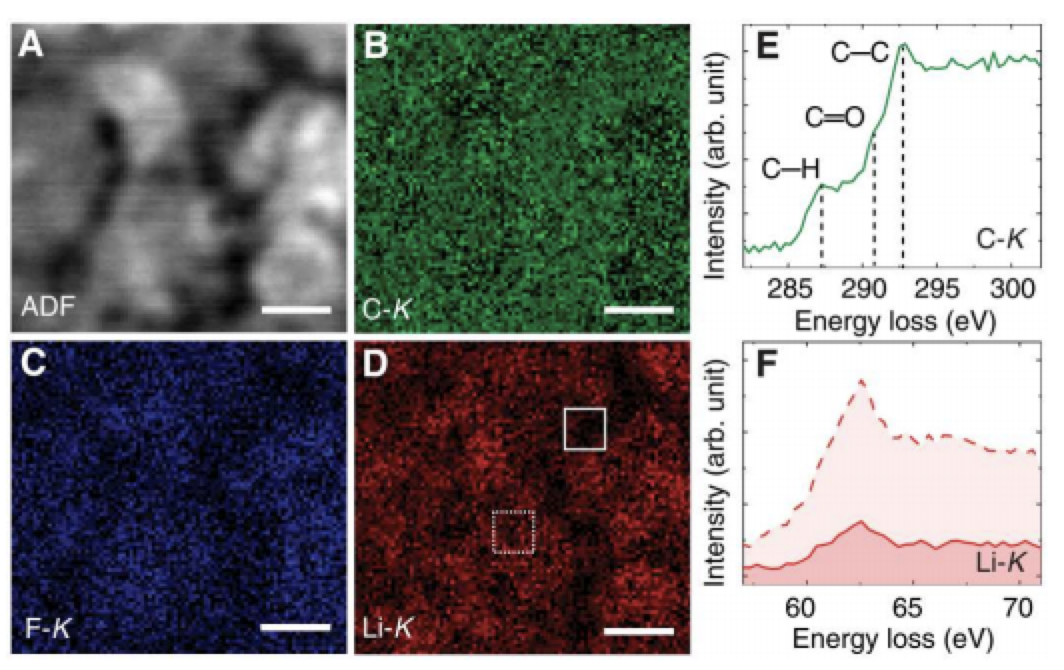 A
ADF
B
C-K
C
F-K
D
Li-K
E
C—C
C=O
C—H
C-K
Intensity (arb. unit)
285 290 295 300
Energy loss (eV)
F
Li-K
Intensity (arb. unit)
60 65 70
Energy loss (eV)